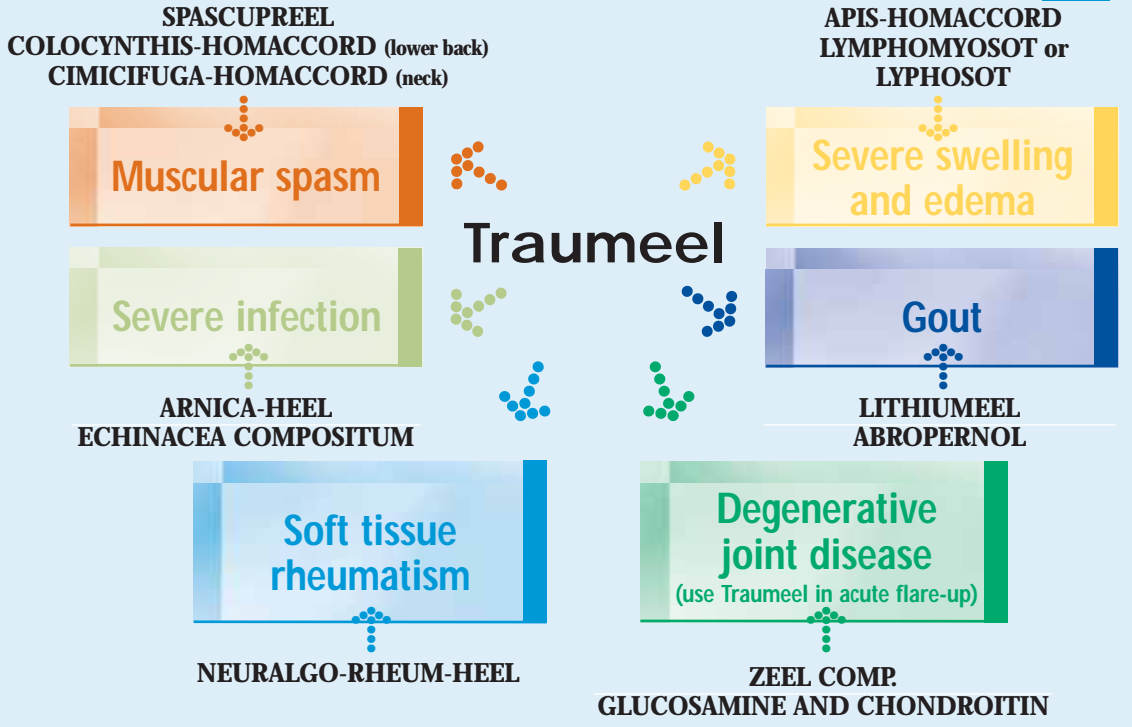 SPASCUPREEL
COLOCYNTHIS-HOMACCORD (lower back)
CIMICIFUGA-HOMACCORD (neck)
Muscular spasm
APIS-HOMACCORD
LYMPHOMYOSOT or
LYPHOSOT
Severe swelling
and edema
Traumeel
Severe infection
ARNICA-HEEL
ECHINACEA COMPOSITUM
Gout
LITHIUMEEL
ABROPERNOL
Soft tissue
rheumatism
NEURALGO-RHEUM-HEEL
Degenerative
joint disease
(use Traumeel in acute flare-up)
ZEEL COMP.
GLUCOSAMINE AND CHONDROITIN